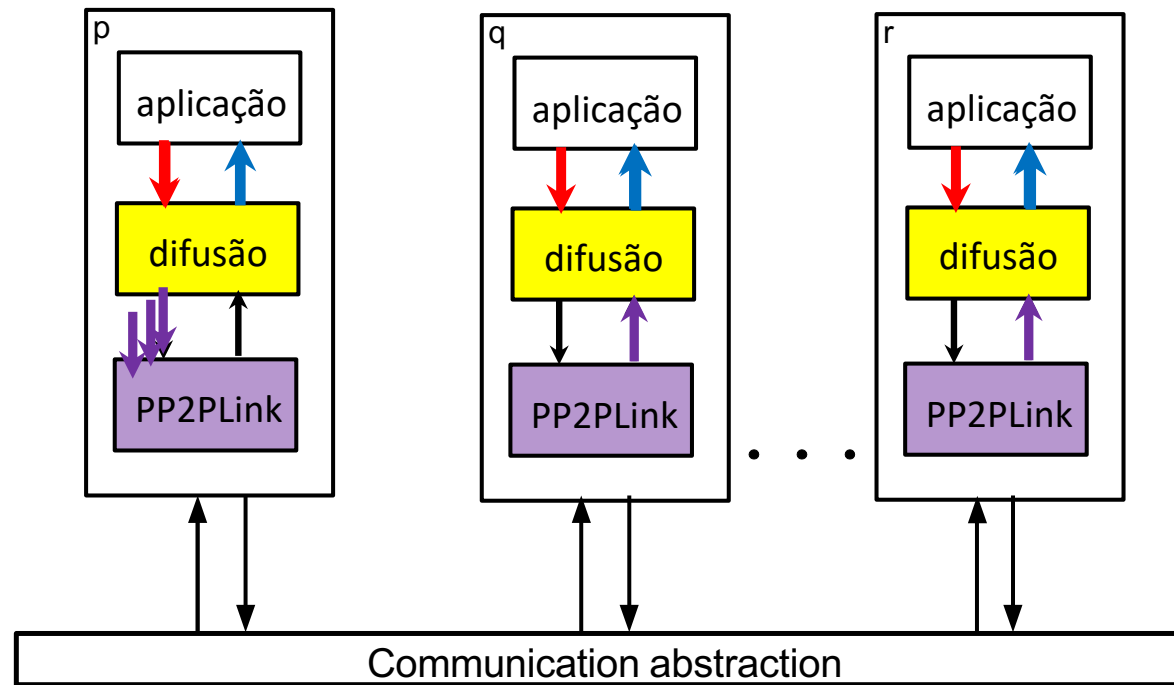 p
aplicação
difusão
PP2PLink
q
aplicação
difusão
PP2PLink
. . .
r
aplicação
difusão
PP2PLink
Communication abstraction